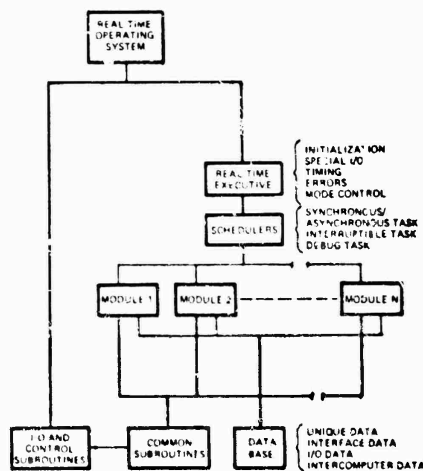 REAL TIME
OPERATING
SYSTEM
REAL TIME
EXECUTIVE
INITIALIZATION
SPECIAL I/O
TIMING
ERRORS
MODE CONTROL
SCHEDULERS
SYNCHRONOUS/
ASYNCHRONOUS TASK
INTERRUPTIBLE TASK
DEBUG TASK
MODULE 1
MODULE 2
MODULE N
I/O AND
CONTROL
SUBROUTINES
COMMON
SUBROUTINES
DATA
BASE
UNIQUE DATA
INTERFACE DATA
I/O DATA
INTERCOMPUTER DATA